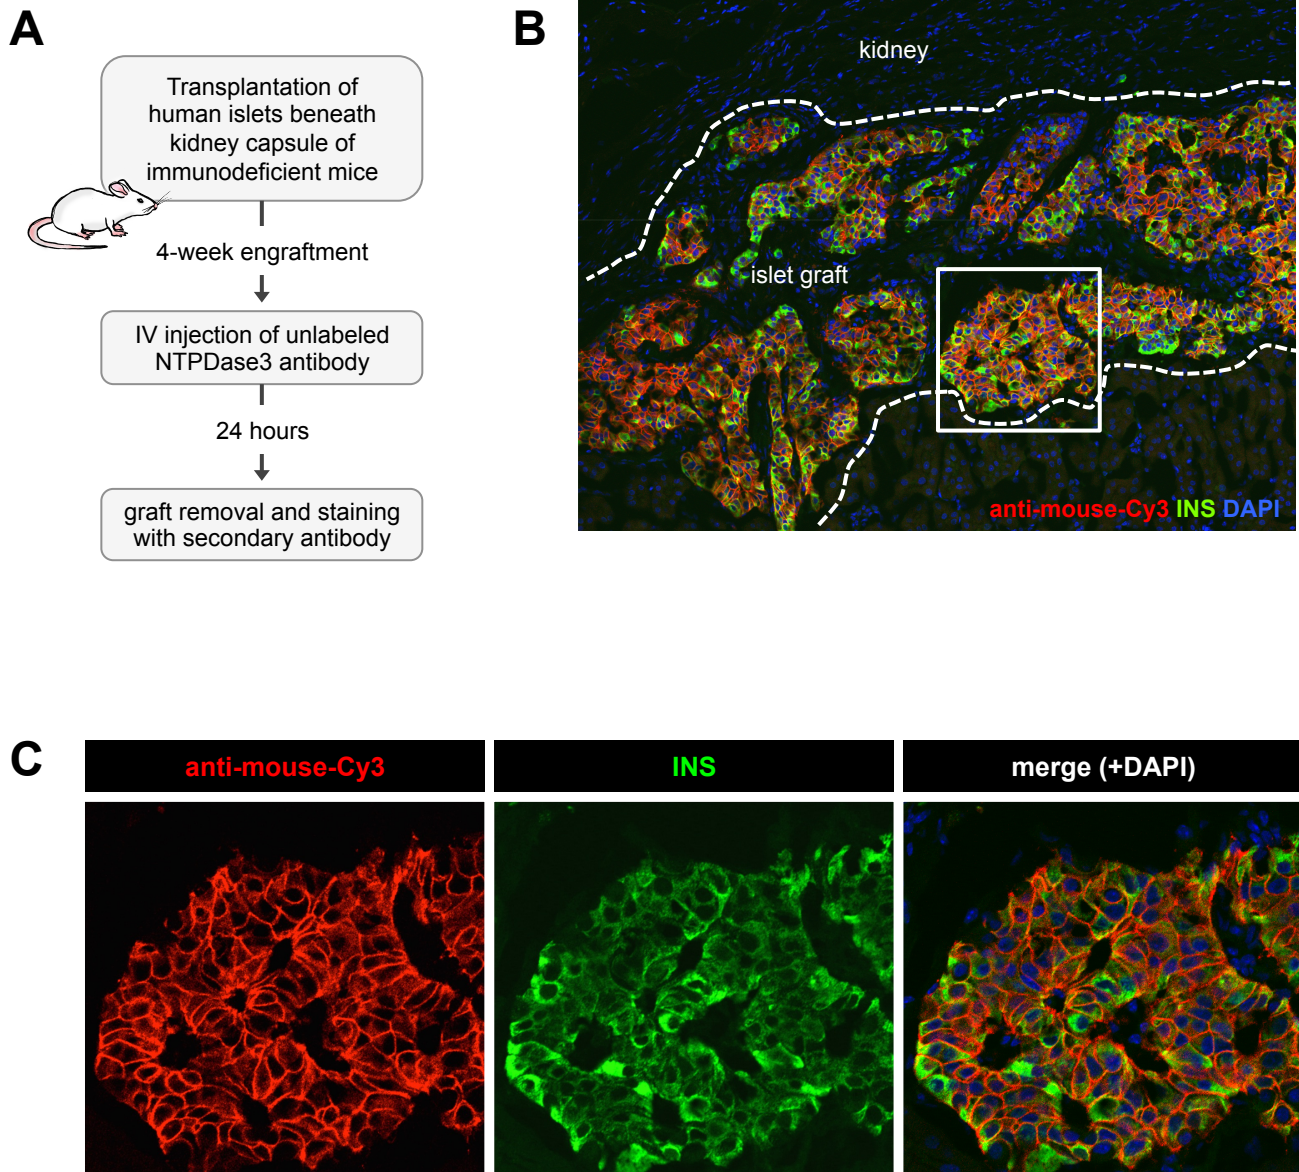 A
Transplantation of
human islets beneath
kidney capsule of
immunodeficient mice
4-week engraftment
IV injection of unlabeled
NTPDase3 antibody
24 hours
graft removal and staining
with secondary antibody
B
kidney
islet graft
anti-mouse-Cy3 INS DAPI
C
anti-mouse-Cy3
INS
merge (+DAPI)